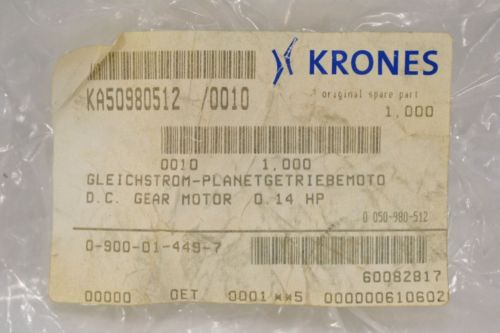 KRONES
original spare part
KA50980512 /0010
1,000
0010 1,000
GLEICHSTROM-PLANETGETRIEBEMOTO
D.C. GEAR MOTOR 0.14 HP
0 050-980-512
0-900-01-449-7
60082817
00000 OET 0001 **5 000000610602